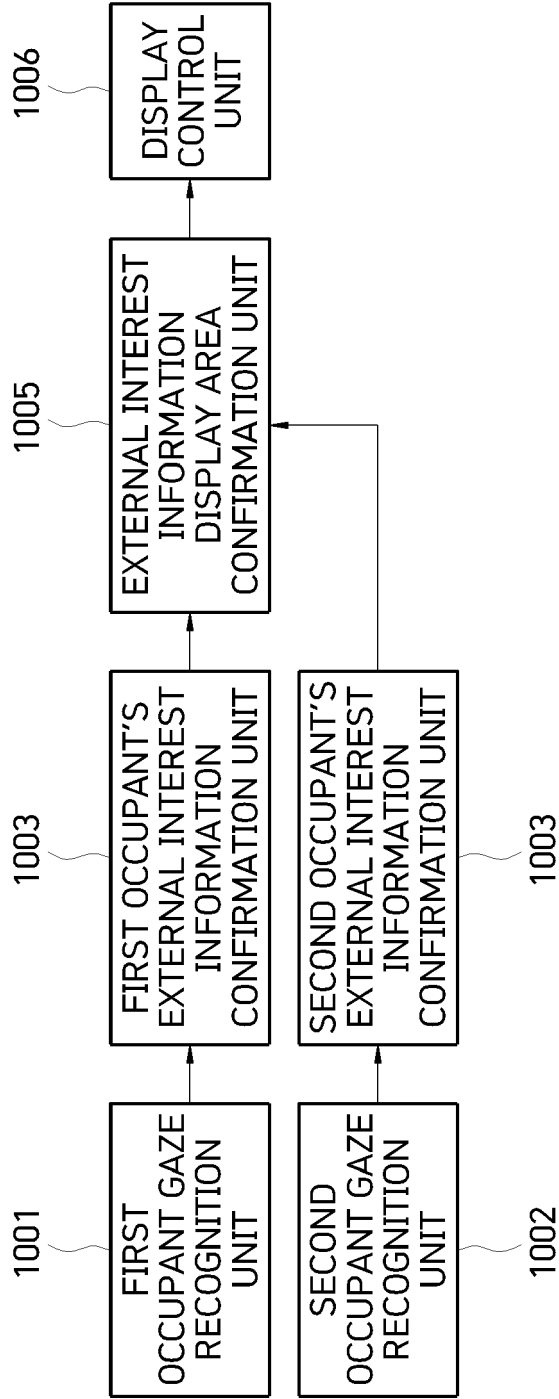 1001
FIRST
OCCUPANT GAZE
RECOGNITION
UNIT
1003
FIRST OCCUPANT'S
EXTERNAL INTEREST
INFORMATION
CONFIRMATION UNIT
1005
EXTERNAL INTEREST
INFORMATION
DISPLAY AREA
CONFIRMATION UNIT
1006
DISPLAY
CONTROL
UNIT
SECOND
OCCUPANT GAZE
RECOGNITION
UNIT
1002
SECOND OCCUPANT'S
EXTERNAL INTEREST
INFORMATION
CONFIRMATION UNIT
1003